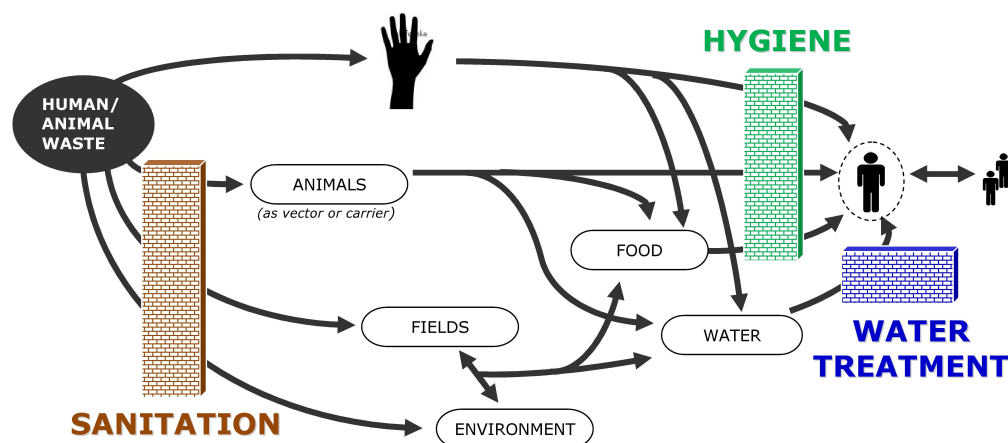 HYGIENE
HUMAN/
ANIMAL
WASTE
ANIMALS
(as vector or carrier)
FOOD
FIELDS
WATER
WATER
TREATMENT
SANITATION
ENVIRONMENT